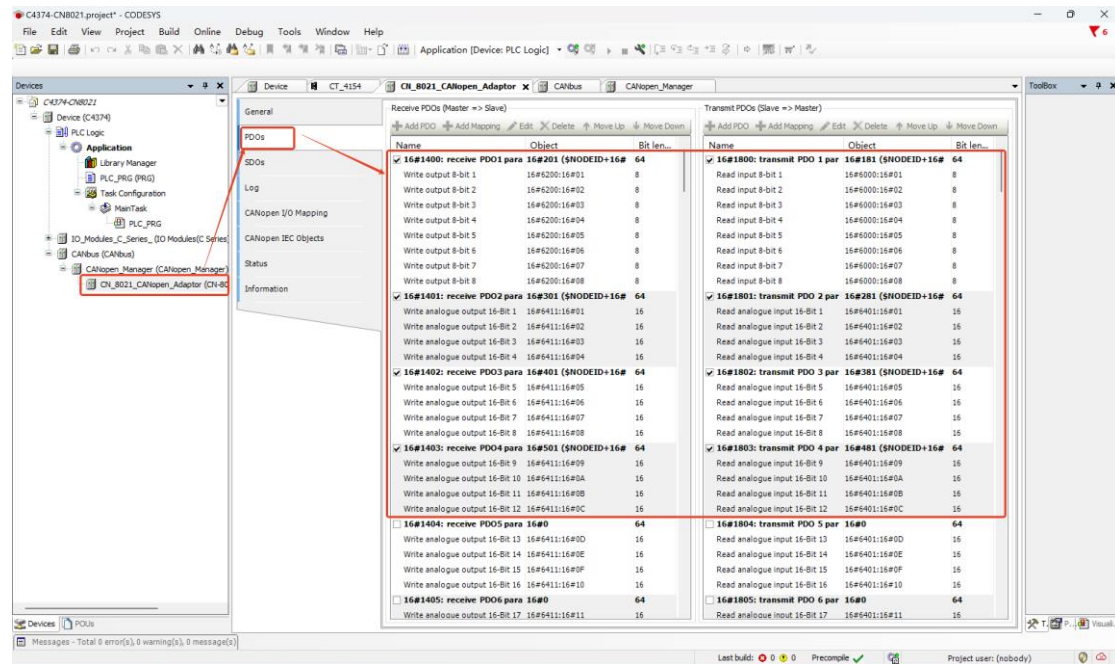 C4374-CN8021.project* - CODESYS
File Edit View Project Build Online Debug Tools Window Help
6
Application [Device: PLC Logic]
Devices
C4374-CN8021
Device (C4374)
PLC Logic
Application
Library Manager
PLC_PRG (PRG)
Task Configuration
MainTask
PLC_PRG
IO_Modules_C_Series_ (IO Modules(C Series)
CANbus (CANbus)
CANopen_Manager (CANopen_Manager)
CN_8021_CANopen_Adaptor (CN-80
Devices POUs
Device CT_4154 CN_8021_CANopen_Adaptor CANbus CANopen_Manager
General
PDOs
SDOs
Log
CANopen I/O Mapping
CANopen IEC Objects
Status
Information
Receive PDOs (Master => Slave)
Add PDO Add Mapping Edit Delete Move Up Move Down
Name Object Bit len...
16#1400: receive PDO1 para 16#201 ($NODEID+16# 64
Write output 8-bit 1 16#6200:16#01 8
Write output 8-bit 2 16#6200:16#02 8
Write output 8-bit 3 16#6200:16#03 8
Write output 8-bit 4 16#6200:16#04 8
Write output 8-bit 5 16#6200:16#05 8
Write output 8-bit 6 16#6200:16#06 8
Write output 8-bit 7 16#6200:16#07 8
Write output 8-bit 8 16#6200:16#08 8
16#1401: receive PDO2 para 16#301 ($NODEID+16# 64
Write analogue output 16-Bit 1 16#6411:16#01 16
Write analogue output 16-Bit 2 16#6411:16#02 16
Write analogue output 16-Bit 3 16#6411:16#03 16
Write analogue output 16-Bit 4 16#6411:16#04 16
16#1402: receive PDO3 para 16#401 ($NODEID+16# 64
Write analogue output 16-Bit 5 16#6411:16#05 16
Write analogue output 16-Bit 6 16#6411:16#06 16
Write analogue output 16-Bit 7 16#6411:16#07 16
Write analogue output 16-Bit 8 16#6411:16#08 16
16#1403: receive PDO4 para 16#501 ($NODEID+16# 64
Write analogue output 16-Bit 9 16#6411:16#09 16
Write analogue output 16-Bit 10 16#6411:16#0A 16
Write analogue output 16-Bit 11 16#6411:16#0B 16
Write analogue output 16-Bit 12 16#6411:16#0C 16
16#1404: receive PDO5 para 16#0 64
Write analogue output 16-Bit 13 16#6411:16#0D 16
Write analogue output 16-Bit 14 16#6411:16#0E 16
Write analogue output 16-Bit 15 16#6411:16#0F 16
Write analogue output 16-Bit 16 16#6411:16#10 16
16#1405: receive PDO6 para 16#0 64
Write analogue output 16-Bit 17 16#6411:16#11 16
Transmit PDOs (Slave => Master)
Add PDO Add Mapping Edit Delete Move Up Move Down
Name Object Bit len...
16#1800: transmit PDO 1 par 16#181 ($NODEID+16# 64
Read input 8-bit 1 16#6000:16#01 8
Read input 8-bit 2 16#6000:16#02 8
Read input 8-bit 3 16#6000:16#03 8
Read input 8-bit 4 16#6000:16#04 8
Read input 8-bit 5 16#6000:16#05 8
Read input 8-bit 6 16#6000:16#06 8
Read input 8-bit 7 16#6000:16#07 8
Read input 8-bit 8 16#6000:16#08 8
16#1801: transmit PDO 2 par 16#281 ($NODEID+16# 64
Read analogue input 16-Bit 1 16#6401:16#01 16
Read analogue input 16-Bit 2 16#6401:16#02 16
Read analogue input 16-Bit 3 16#6401:16#03 16
Read analogue input 16-Bit 4 16#6401:16#04 16
16#1802: transmit PDO 3 par 16#381 ($NODEID+16# 64
Read analogue input 16-Bit 5 16#6401:16#05 16
Read analogue input 16-Bit 6 16#6401:16#06 16
Read analogue input 16-Bit 7 16#6401:16#07 16
Read analogue input 16-Bit 8 16#6401:16#08 16
16#1803: transmit PDO 4 par 16#481 ($NODEID+16# 64
Read analogue input 16-Bit 9 16#6401:16#09 16
Read analogue input 16-Bit 10 16#6401:16#0A 16
Read analogue input 16-Bit 11 16#6401:16#0B 16
Read analogue input 16-Bit 12 16#6401:16#0C 16
16#1804: transmit PDO 5 par 16#0 64
Read analogue input 16-Bit 13 16#6401:16#0D 16
Read analogue input 16-Bit 14 16#6401:16#0E 16
Read analogue input 16-Bit 15 16#6401:16#0F 16
Read analogue input 16-Bit 16 16#6401:16#10 16
16#1805: transmit PDO 6 par 16#0 64
Read analogue input 16-Bit 17 16#6401:16#11 16
ToolBox
T.. P... Visuali..
Messages - Total 0 error(s), 0 warning(s), 0 message(s)
Last build: 0 0 Precompile Project user: (nobody)